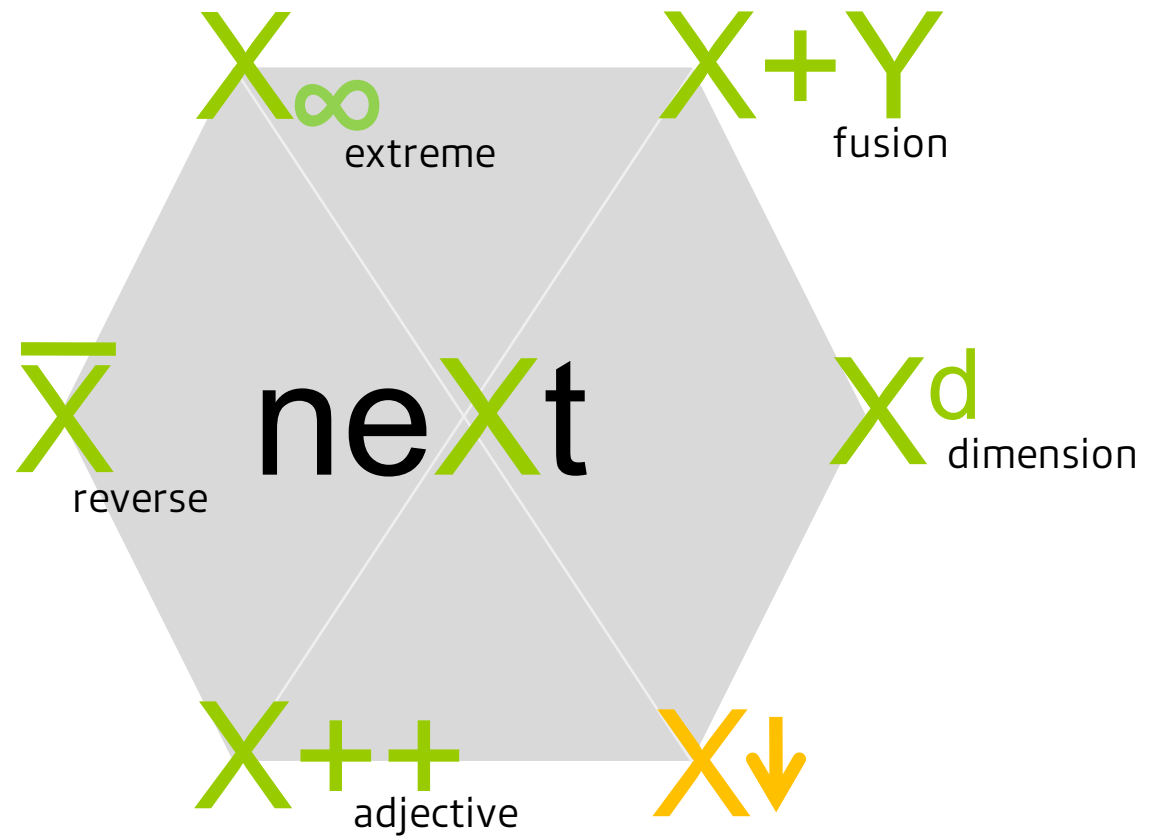 X∞
extreme
X+Y
fusion
X̅
reverse
neXt
Xᵈ
dimension
X++
adjective
X↓